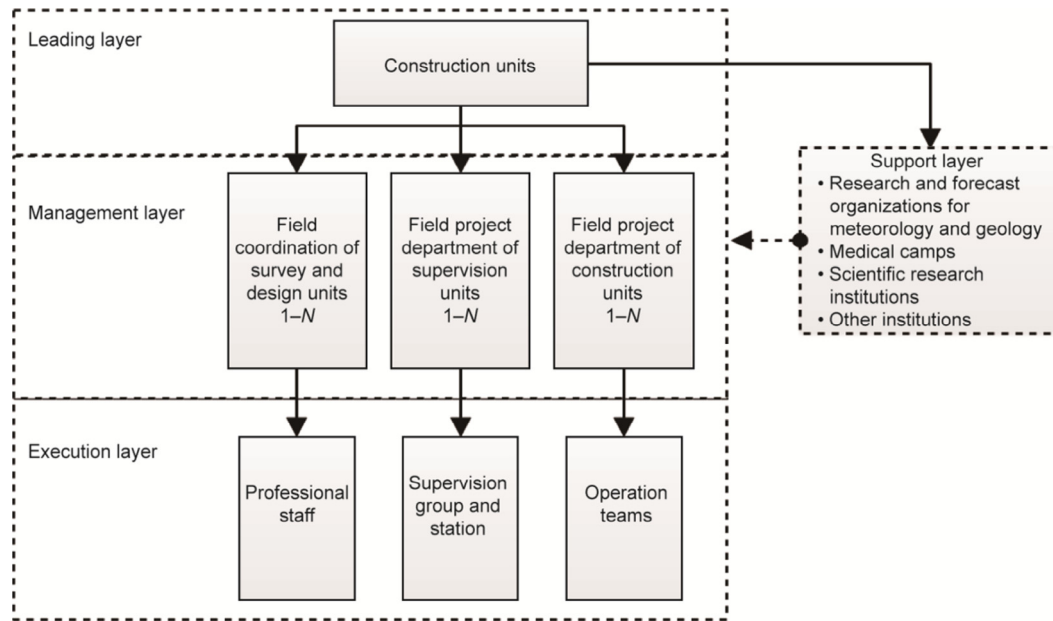 Leading layer
Construction units
Support layer
• Research and forecast
organizations for
meteorology and geology
• Medical camps
• Scientific research
institutions
• Other institutions
Management layer
Field
coordination of
survey and
design units
1–N
Field project
department of
supervision
units
1–N
Field project
department of
construction
units
1–N
Execution layer
Professional
staff
Supervision
group and
station
Operation
teams